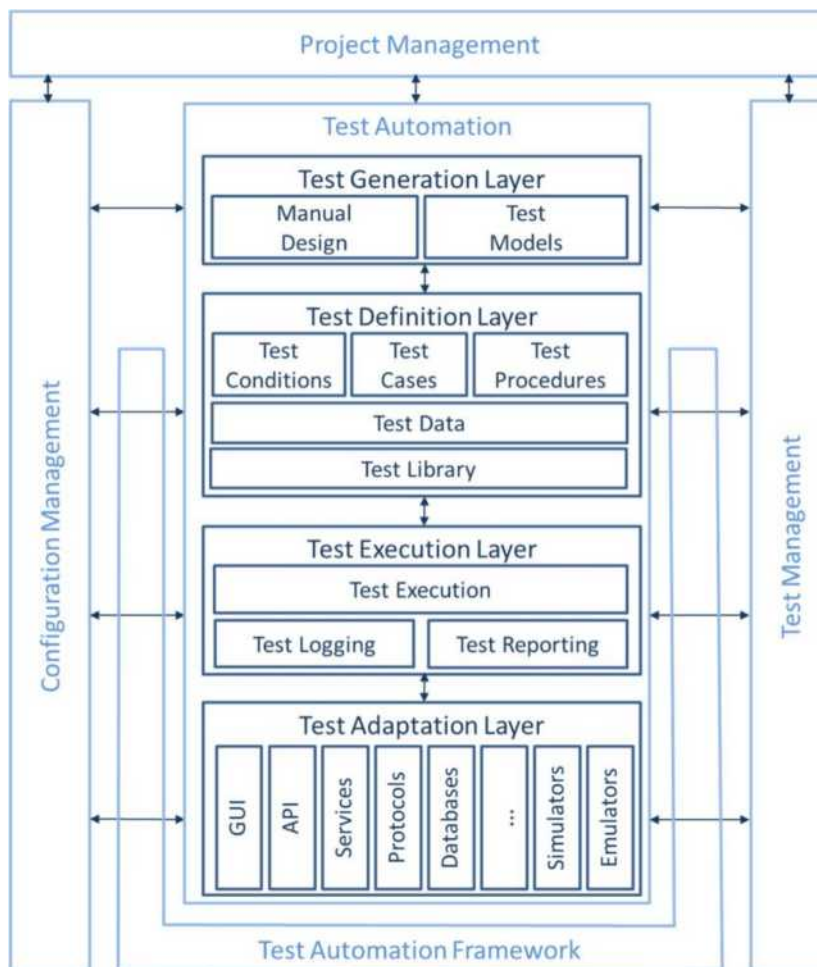 Project Management
Test Automation
Test Generation Layer
Manual
Design
Test
Models
Test Definition Layer
Test
Conditions
Test
Cases
Test
Procedures
Test Data
Test Library
Test Execution Layer
Test Execution
Test Logging
Test Reporting
Test Adaptation Layer
GUI
API
Services
Protocols
Databases
...
Simulators
Emulators
Configuration Management
Test Management
Test Automation Framework